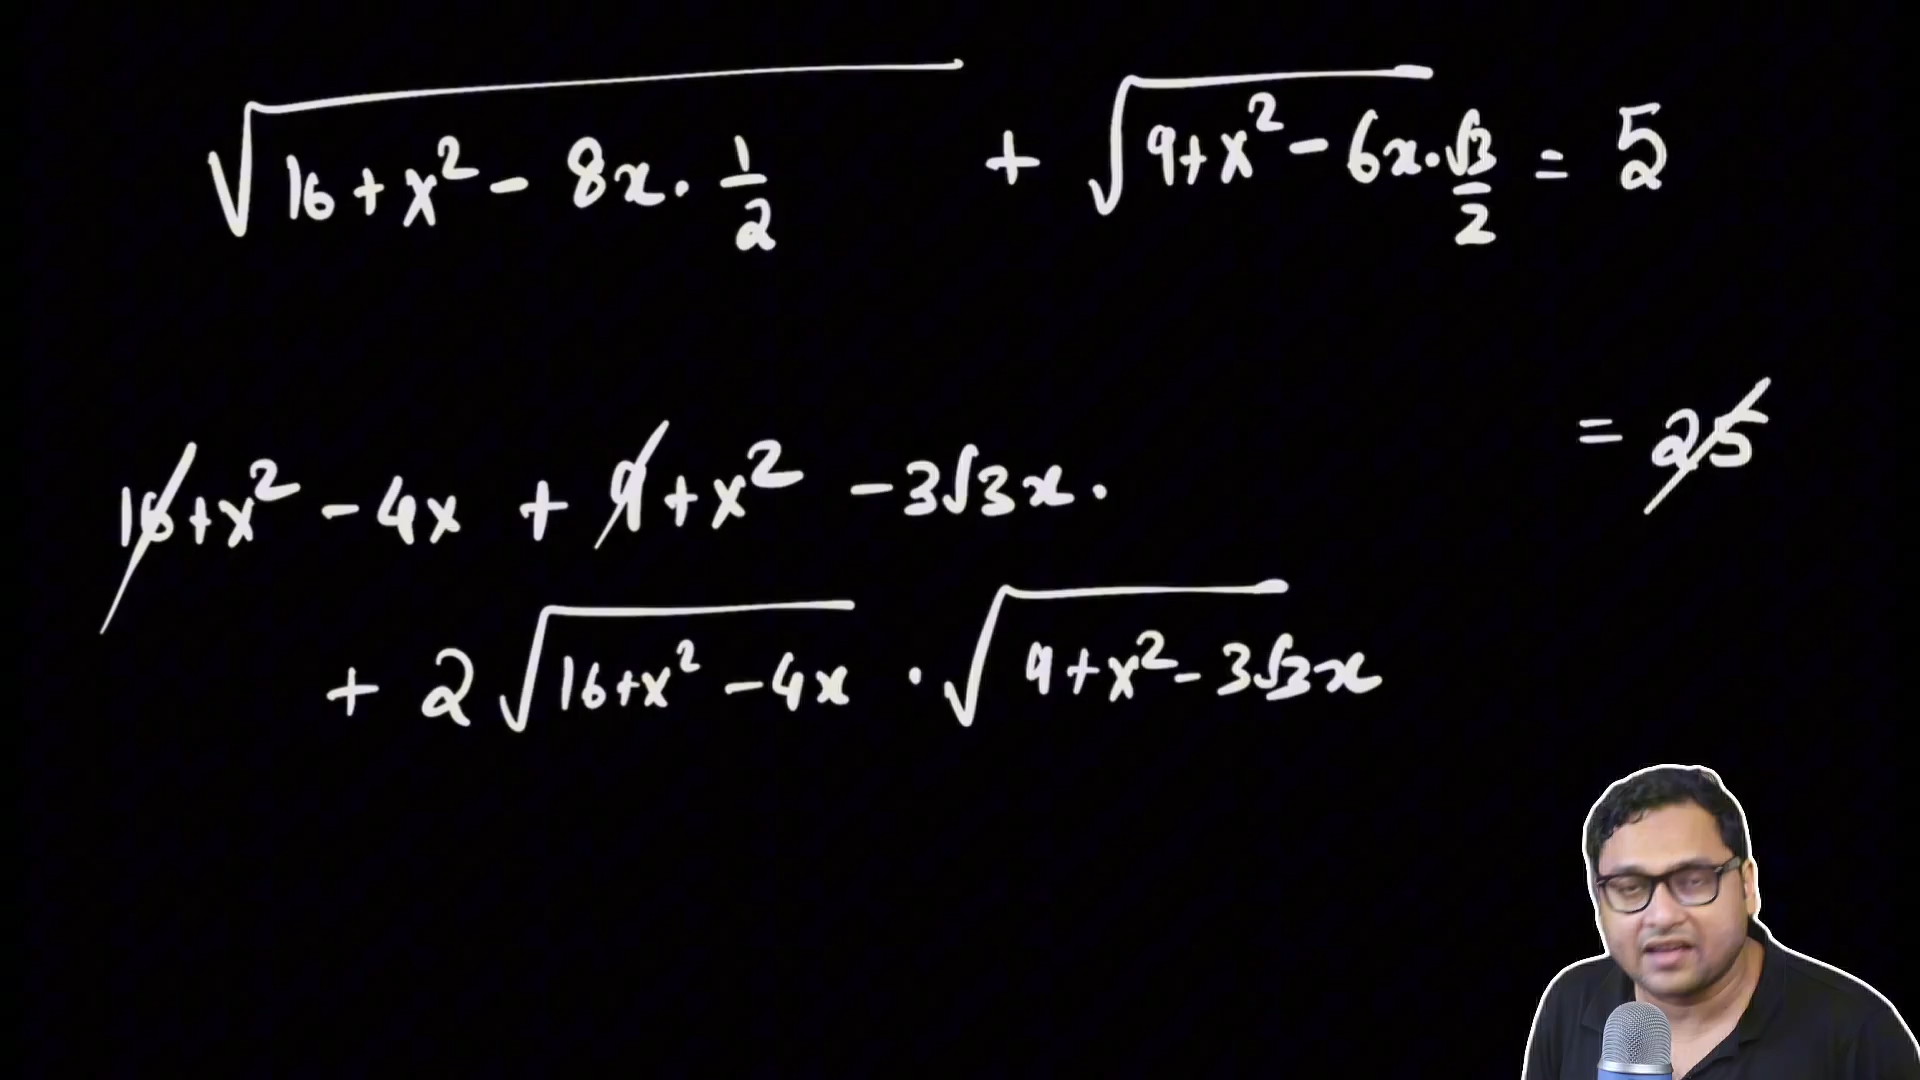 √(16 + x² - 8x · 1/2) + √(9 + x² - 6x · √3/2) = 5
= 25
16 + x² - 4x + 9 + x² - 3√3x ·
+ 2√(16 + x² - 4x) · √(9 + x² - 3√3x)